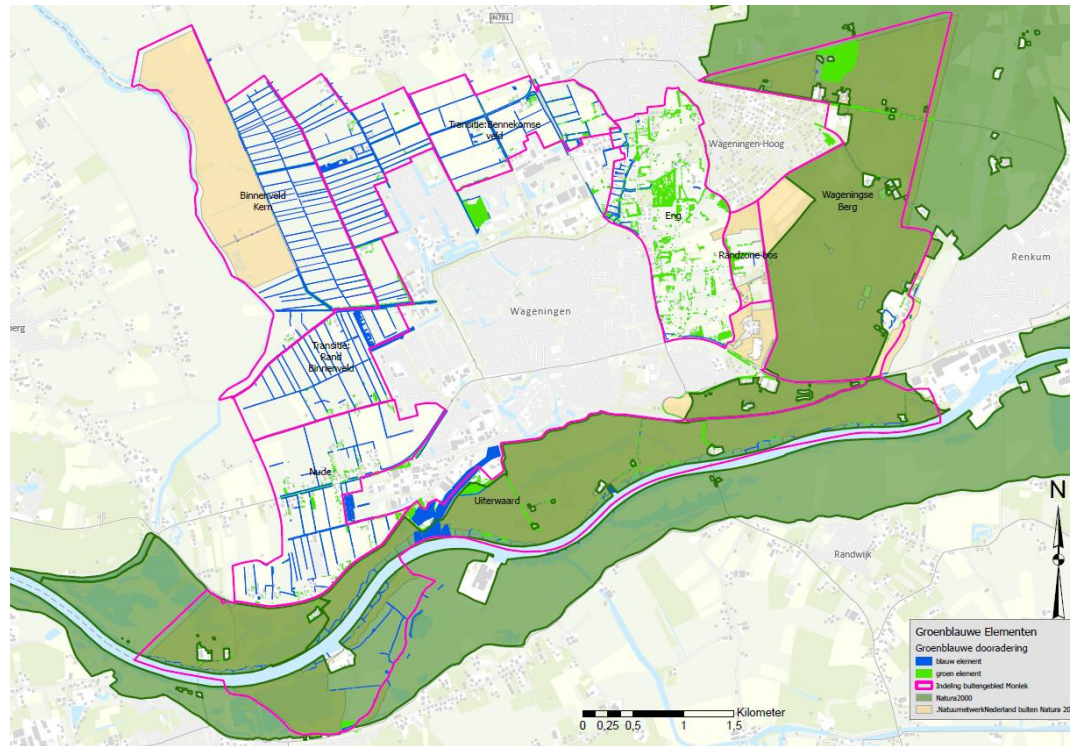 N781
Transitie:Bennekomse
veld
Wageningen-Hoog
Binnenveld
Kern
Wageningse
Berg
Eng
Randzone bos
Renkum
Wageningen
berg
Transitie:
Rand
Binnenveld
Nude
Uiterwaard
N
Randwijk
Groenblauwe Elementen
Groenblauwe dooradering
blauw element
groen element
Indeling buitengebied Moniek
Natura2000
.NatuurnetwerkNederland buiten Natura 20
Kilometer
0 0,25 0,5 1 1,5